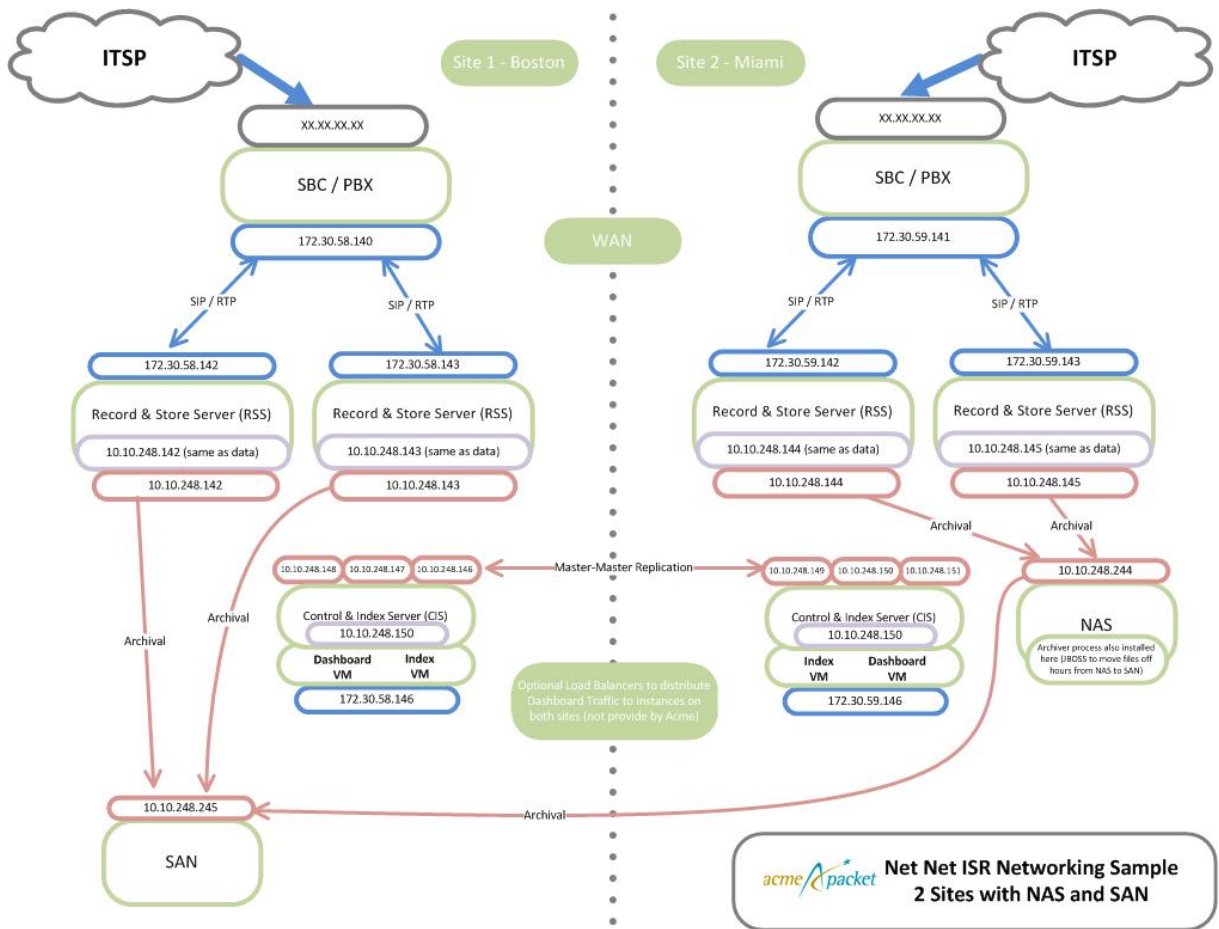 ITSP
Site 1 - Boston
Site 2 - Miami
ITSP
XX.XX.XX.XX
SBC / PBX
172.30.58.140
XX.XX.XX.XX
SBC / PBX
172.30.59.141
WAN
SIP / RTP
SIP / RTP
SIP / RTP
SIP / RTP
172.30.58.142
Record & Store Server (RSS)
10.10.248.142 (same as data)
10.10.248.142
172.30.58.143
Record & Store Server (RSS)
10.10.248.143 (same as data)
10.10.248.143
172.30.59.142
Record & Store Server (RSS)
10.10.248.144 (same as data)
10.10.248.144
172.30.59.143
Record & Store Server (RSS)
10.10.248.145 (same as data)
10.10.248.145
Archival
Archival
10.10.248.148
10.10.248.147
10.10.248.146
Master-Master Replication
10.10.248.149
10.10.248.150
10.10.248.151
10.10.248.244
NAS
Archiver process also installed
here (JBOSS to move files off
hours from NAS to SAN)
Control & Index Server (CIS)
10.10.248.150
Dashboard
VM
Index
VM
172.30.58.146
Control & Index Server (CIS)
10.10.248.150
Index
VM
Dashboard
VM
172.30.59.146
Archival
Archival
Optional Load Balancers to distribute
Dashboard Traffic to instances on
both sites (not provide by Acme)
10.10.248.245
SAN
Archival
acme packet
Net Net ISR Networking Sample
2 Sites with NAS and SAN